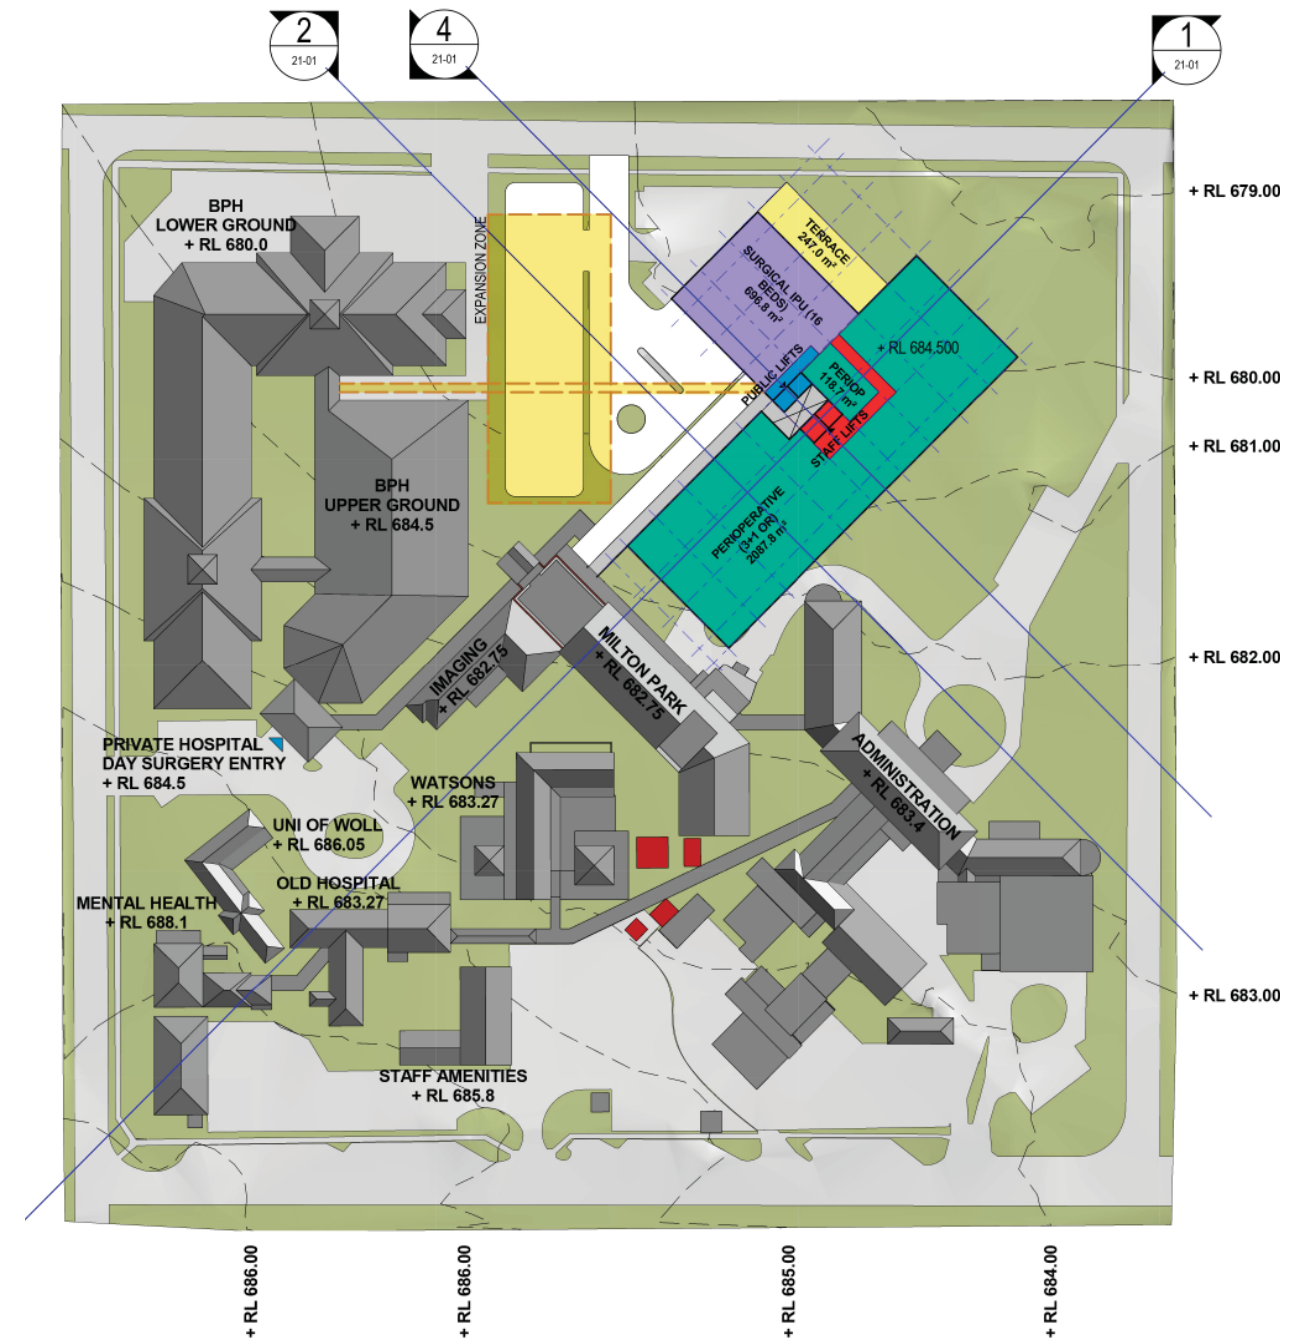 2
21-01
4
21-01
1
21-01
+ RL 679.00
+ RL 680.00
+ RL 681.00
+ RL 682.00
+ RL 683.00
BPH
LOWER GROUND
+ RL 680.0
EXPANSION ZONE
TERRACE
247.0 m²
SURGICAL IPU (16
BEDS)
696.8 m²
+ RL 684.500
PUBLIC LIFTS
PERIOP
118.7 m²
STAFF LIFTS
PERIOPERATIVE
(3+1 OR)
2087.8 m²
BPH
UPPER GROUND
+ RL 684.5
IMAGING
+ RL 682.75
MILTON PARK
+ RL 682.75
ADMINISTRATION
+ RL 683.4
PRIVATE HOSPITAL
DAY SURGERY ENTRY
+ RL 684.5
WATSONS
+ RL 683.27
UNI OF WOLL
+ RL 686.05
OLD HOSPITAL
+ RL 683.27
MENTAL HEALTH
+ RL 688.1
STAFF AMENITIES
+ RL 685.8
+ RL 686.00
+ RL 686.00
+ RL 685.00
+ RL 684.00